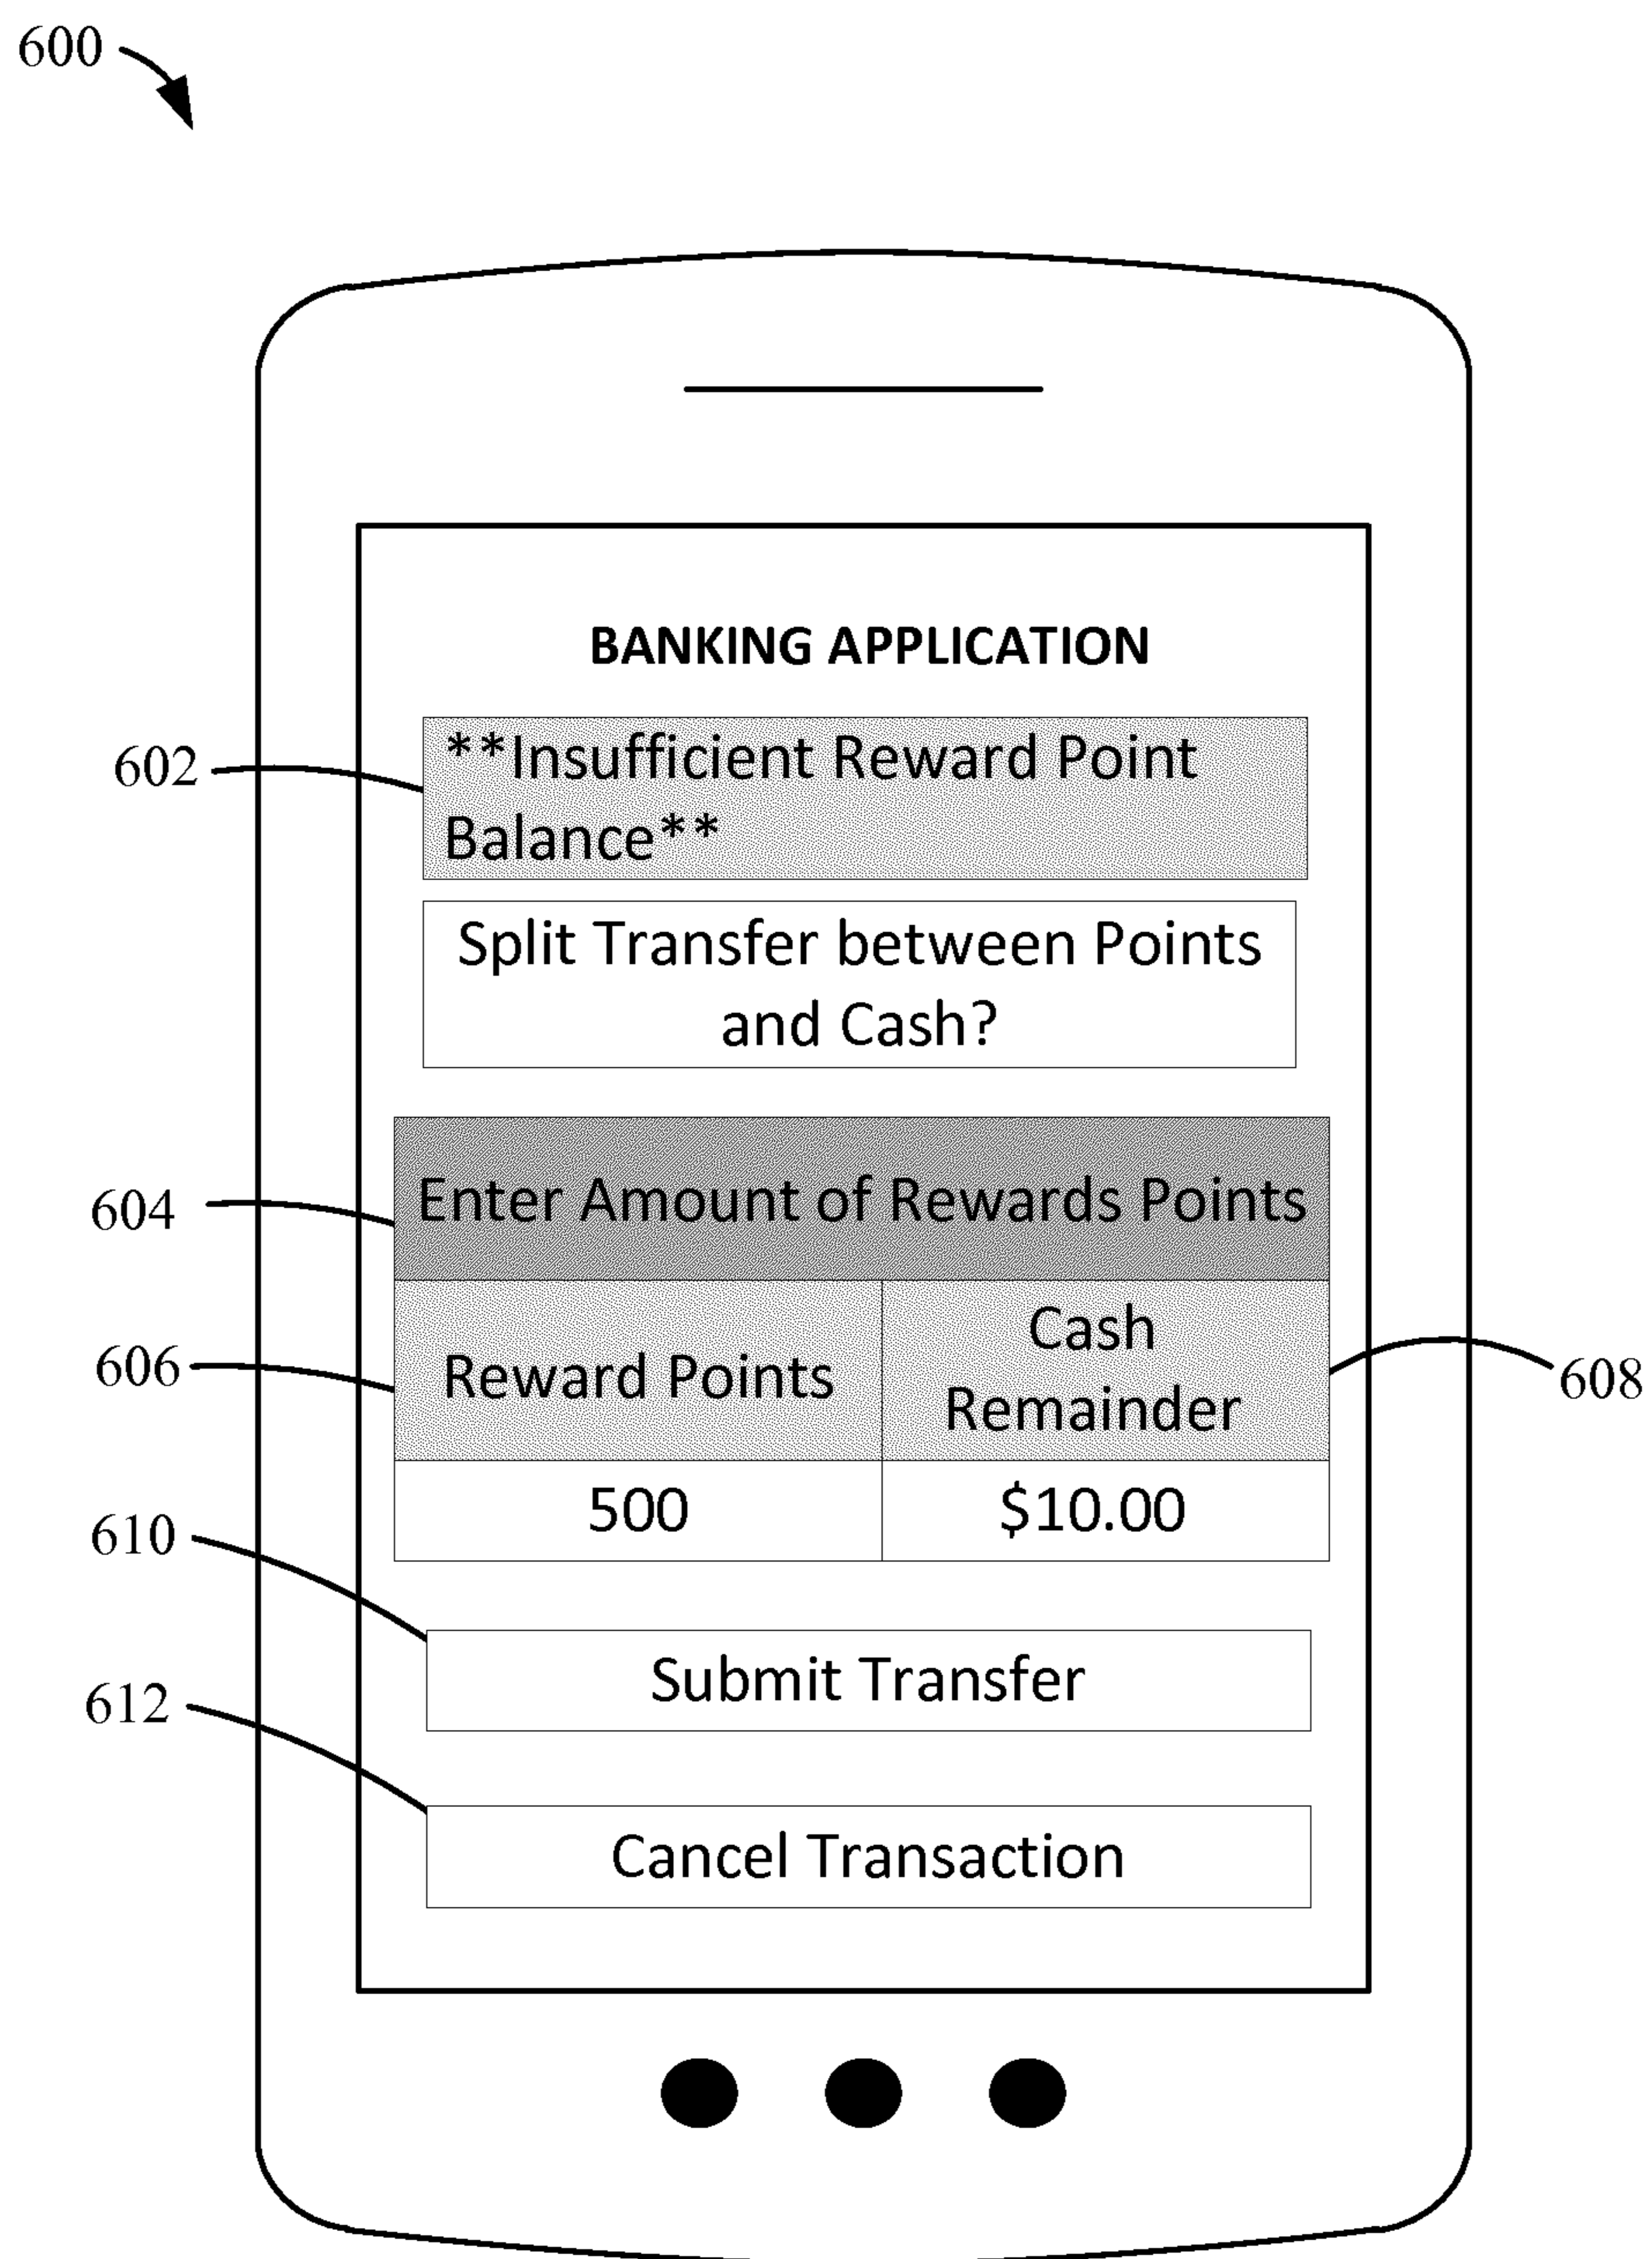 600
BANKING APPLICATION
602
**Insufficient Reward Point
Balance**
Split Transfer between Points
and Cash?
604
Enter Amount of Rewards Points
606
Reward Points
Cash
Remainder
608
500
$10.00
610
Submit Transfer
612
Cancel Transaction